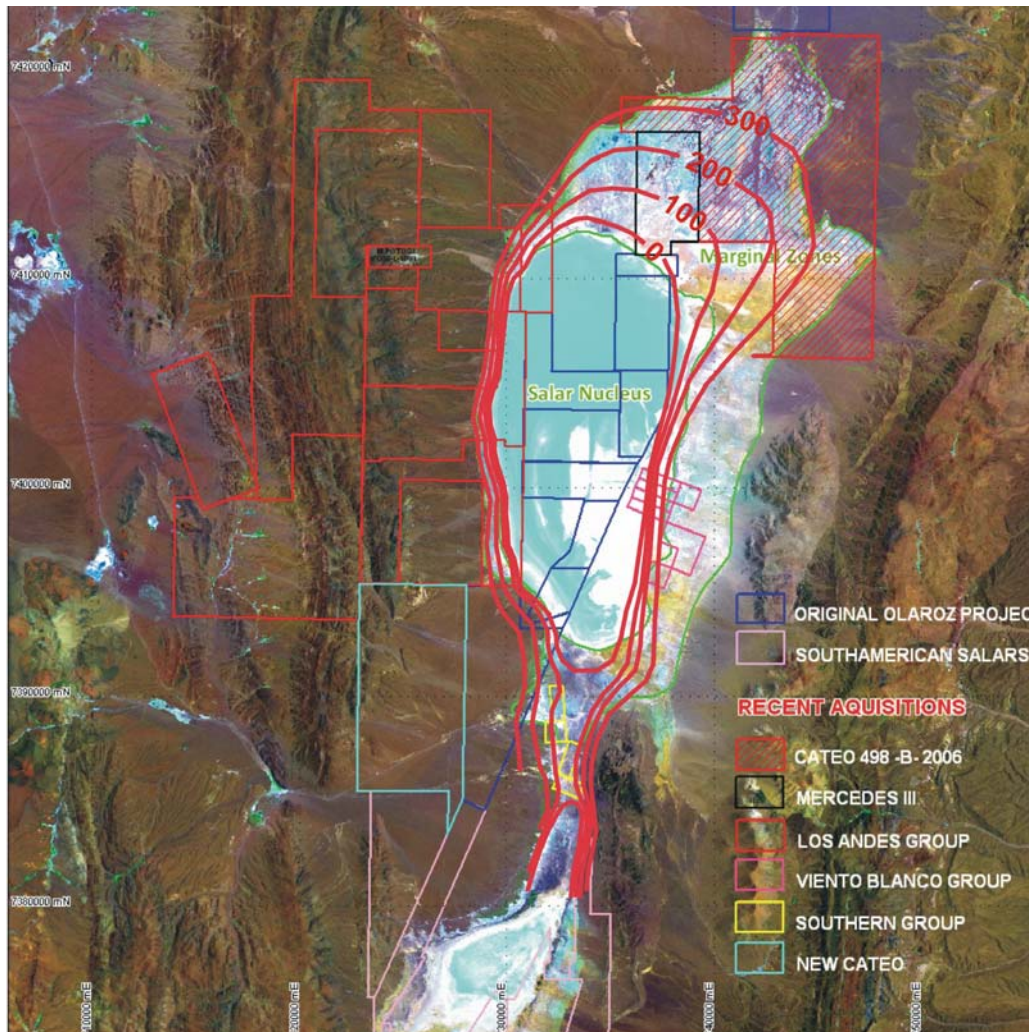 7420000 mN
300
200
100
0
Marginal Zones
7410000 mN
Salar Nucleus
7400000 mN
ORIGINAL OLAROZ PROJEC
SOUTHAMERICAN SALARS
7390000 mN
RECENT AQUISITIONS
CATEO 498 -B- 2006
MERCEDES III
LOS ANDES GROUP
VIENTO BLANCO GROUP
SOUTHERN GROUP
7380000 mN
NEW CATEO